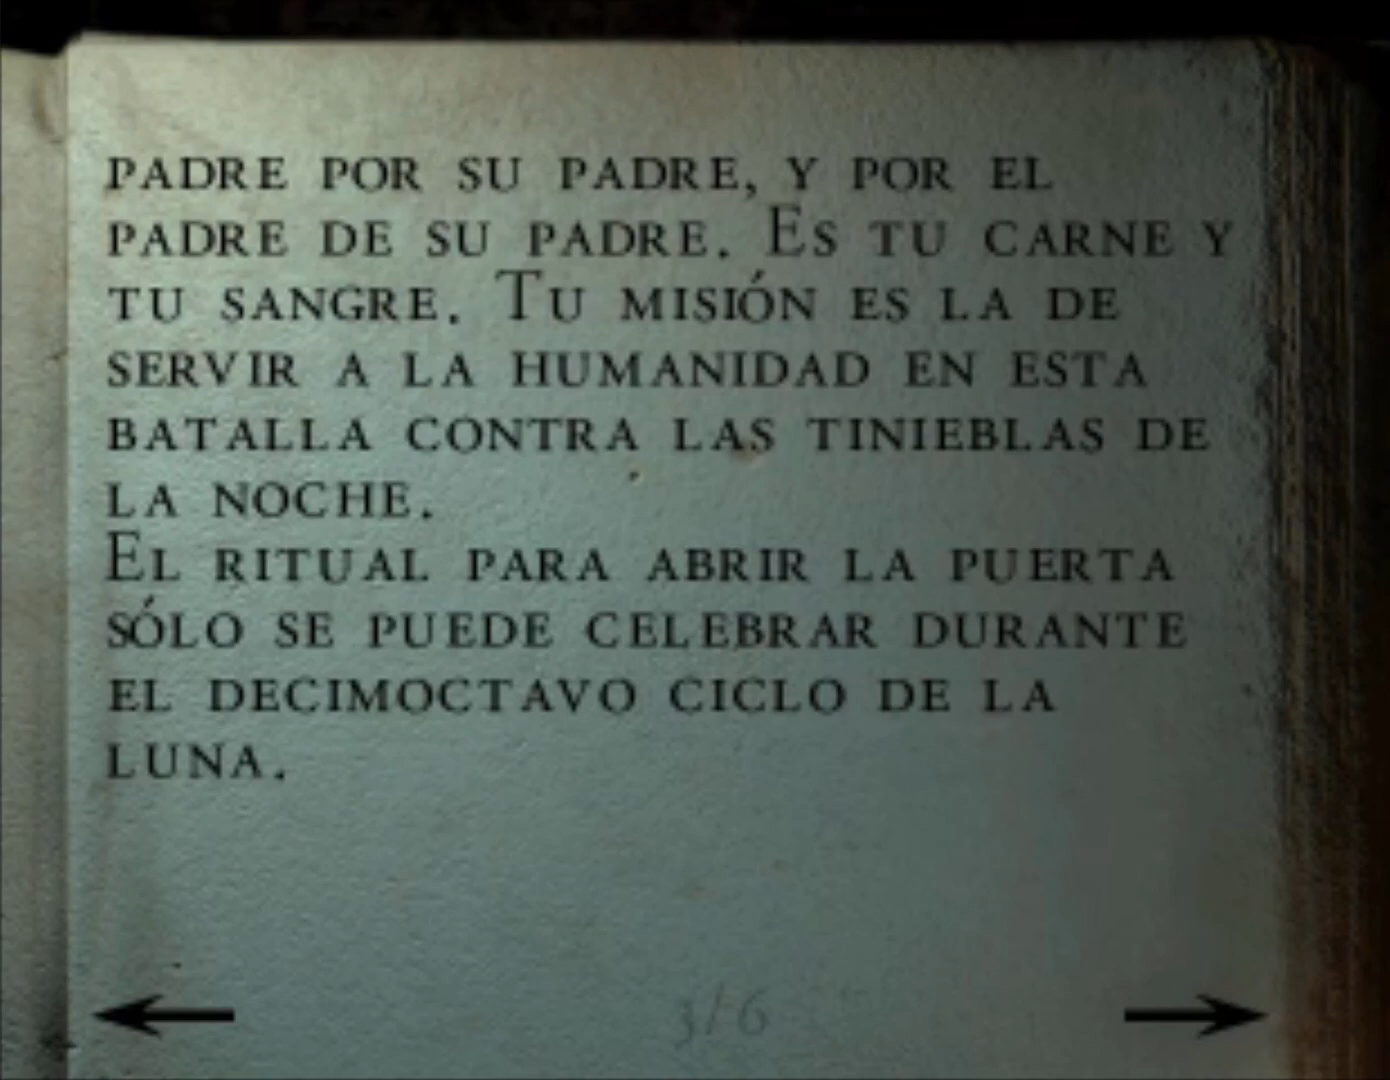 PADRE POR SU PADRE, Y POR EL
PADRE DE SU PADRE. ES TU CARNE Y
TU SANGRE. TU MISIÓN ES LA DE
SERVIR A LA HUMANIDAD EN ESTA
BATALLA CONTRA LAS TINIEBLAS DE
LA NOCHE.
EL RITUAL PARA ABRIR LA PUERTA
SÓLO SE PUEDE CELEBRAR DURANTE
EL DECIMOCTAVO CICLO DE LA
LUNA.
3/6